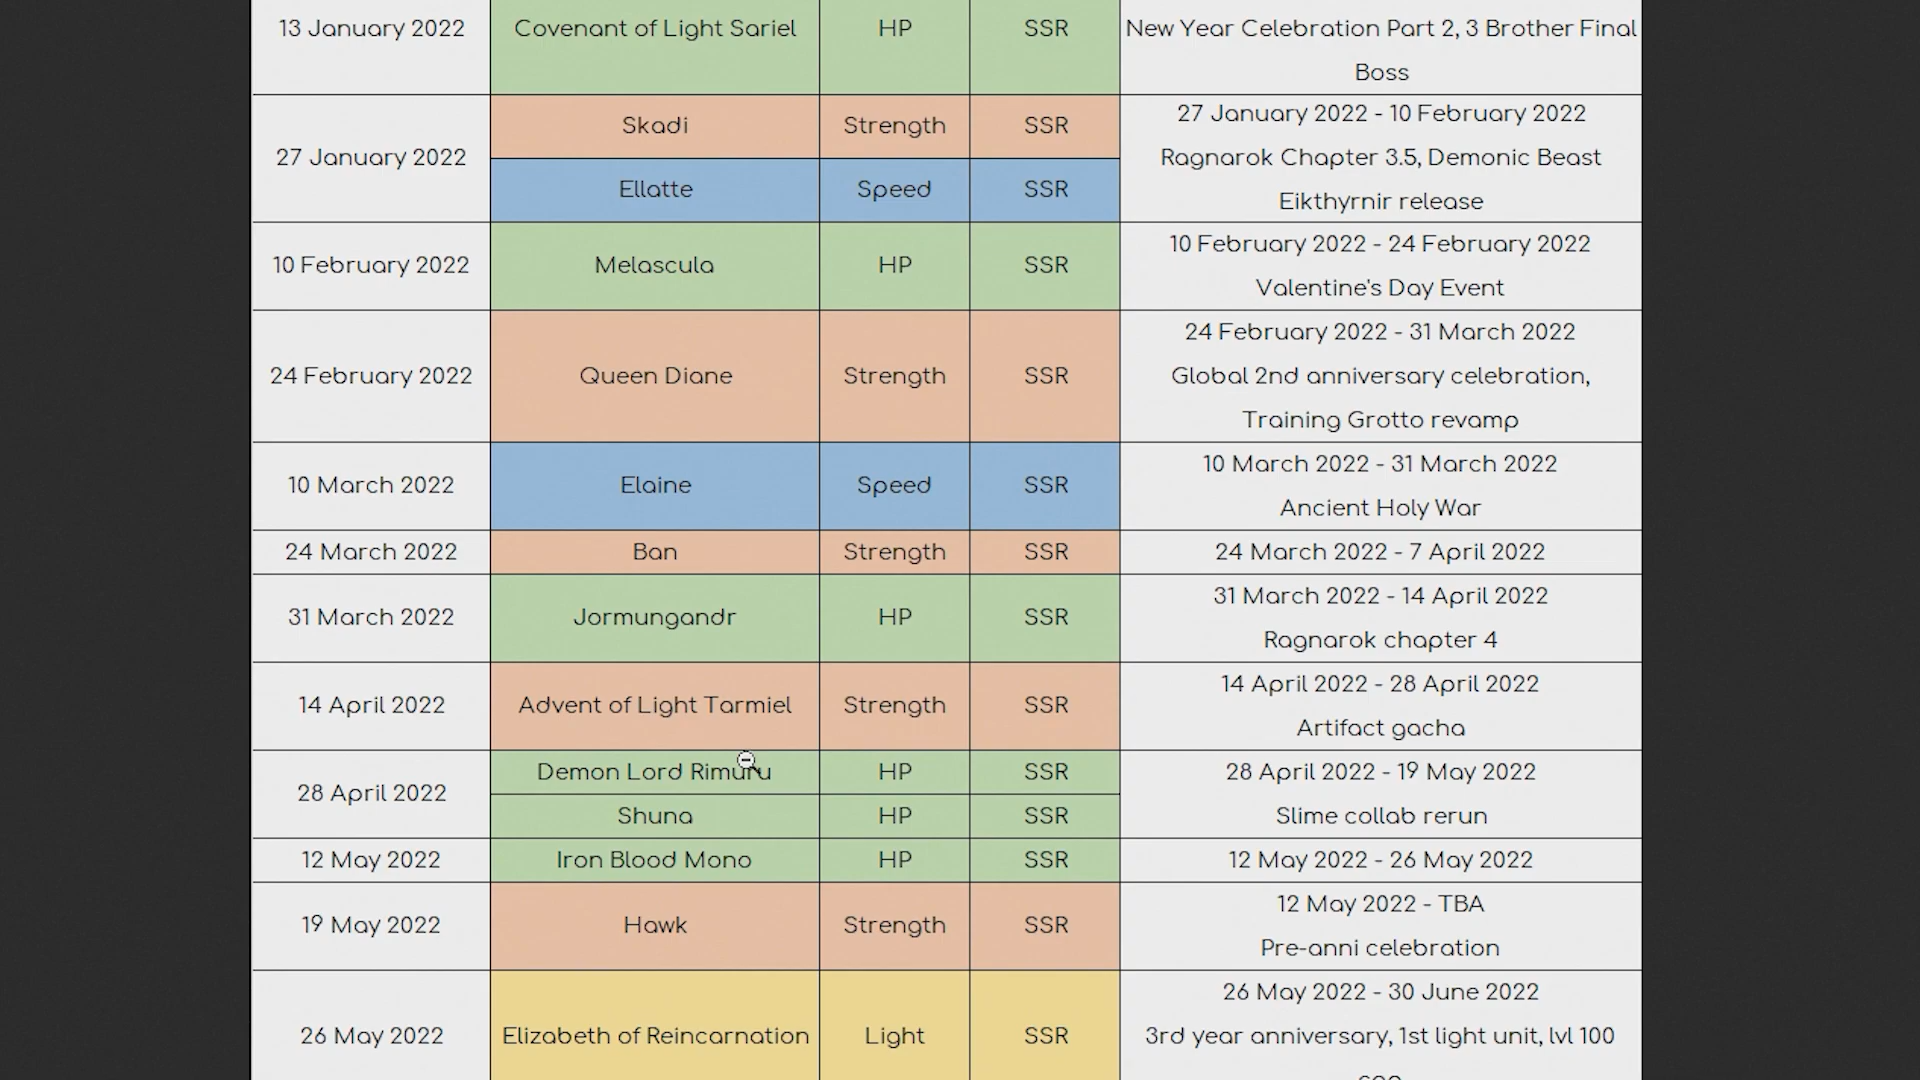 13 January 2022
Covenant of Light Sariel
HP
SSR
New Year Celebration Part 2, 3 Brother Final
Boss
27 January 2022
Skadi
Strength
SSR
Ellatte
Speed
SSR
27 January 2022 - 10 February 2022
Ragnarok Chapter 3.5, Demonic Beast
Eikthyrnir release
10 February 2022
Melascula
HP
SSR
10 February 2022 - 24 February 2022
Valentine's Day Event
24 February 2022
Queen Diane
Strength
SSR
24 February 2022 - 31 March 2022
Global 2nd anniversary celebration,
Training Grotto revamp
10 March 2022
Elaine
Speed
SSR
10 March 2022 - 31 March 2022
Ancient Holy War
24 March 2022
Ban
Strength
SSR
24 March 2022 - 7 April 2022
31 March 2022
Jormungandr
HP
SSR
31 March 2022 - 14 April 2022
Ragnarok chapter 4
14 April 2022
Advent of Light Tarmiel
Strength
SSR
14 April 2022 - 28 April 2022
Artifact gacha
28 April 2022
Demon Lord Rimuru
HP
SSR
Shuna
HP
SSR
28 April 2022 - 19 May 2022
Slime collab rerun
12 May 2022
Iron Blood Mono
HP
SSR
12 May 2022 - 26 May 2022
19 May 2022
Hawk
Strength
SSR
12 May 2022 - TBA
Pre-anni celebration
26 May 2022
Elizabeth of Reincarnation
Light
SSR
26 May 2022 - 30 June 2022
3rd year anniversary, 1st light unit, lvl 100